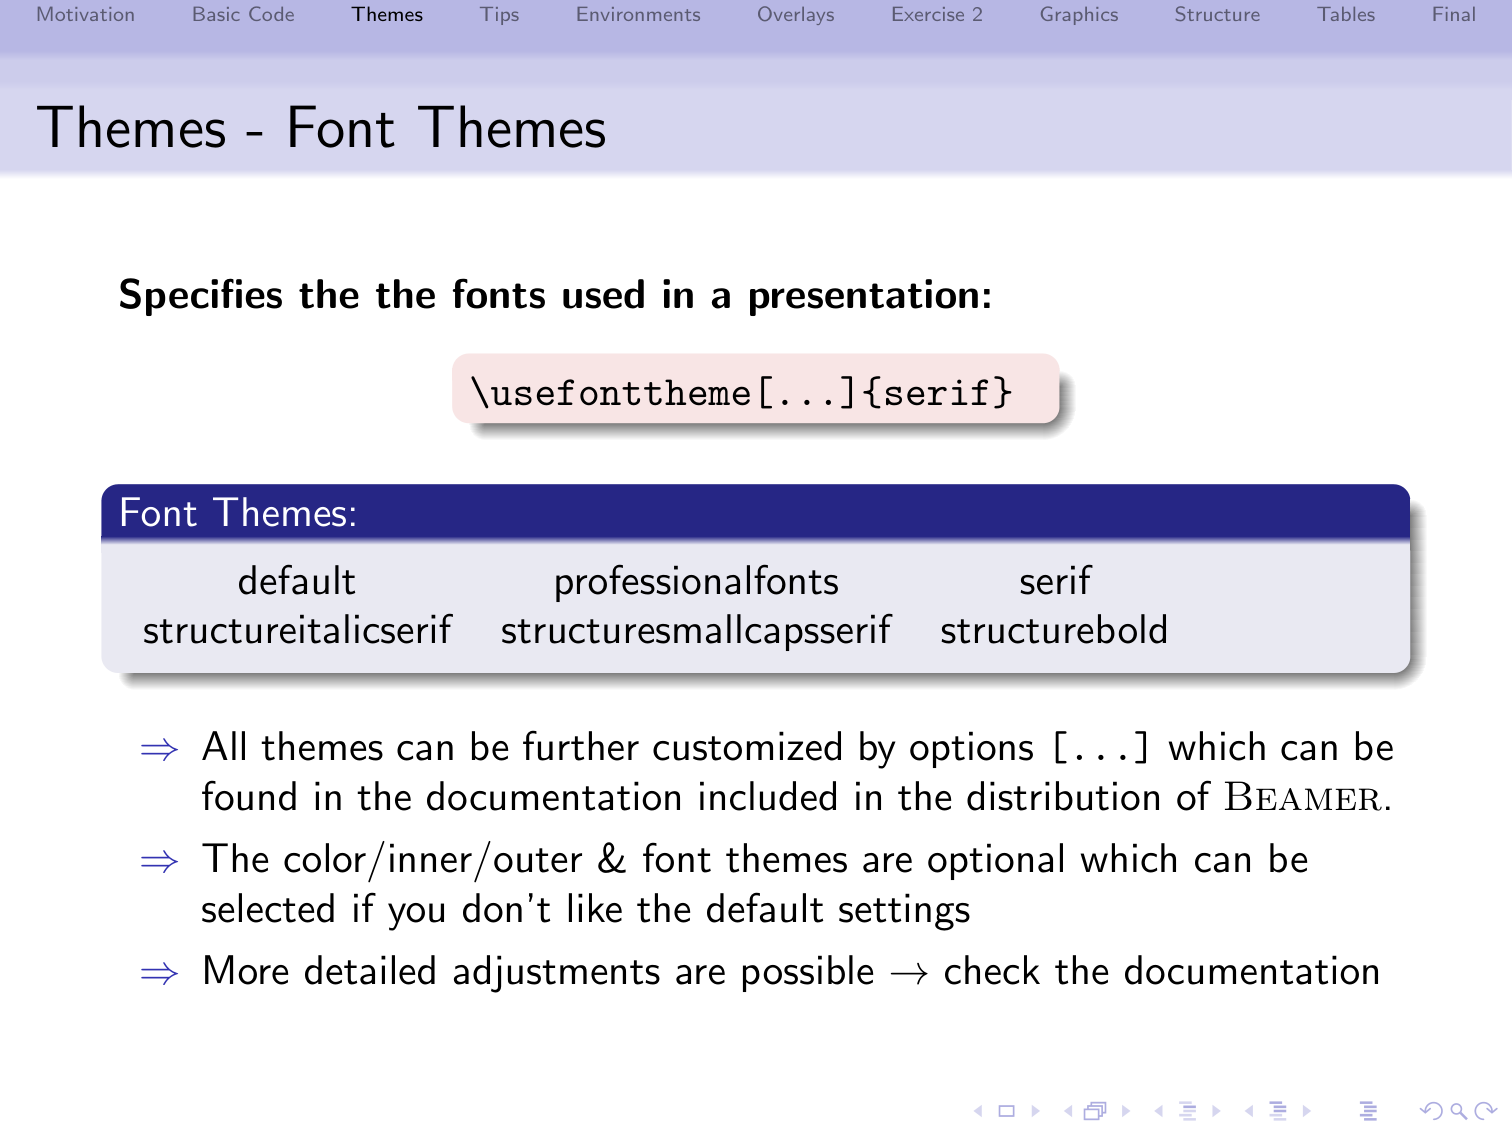 Motivation Basic Code Themes Tips Environments Overlays Exercise 2 Graphics Structure Tables Final
Themes - Font Themes
Specifies the the fonts used in a presentation:
\usefonttheme[...]{serif}
Font Themes:
default professionalfonts serif
structureitalicserif structuresmallcapsserif structurebold
⇒ All themes can be further customized by options [...] which can be
found in the documentation included in the distribution of BEAMER.
⇒ The color/inner/outer & font themes are optional which can be
selected if you don't like the default settings
⇒ More detailed adjustments are possible → check the documentation